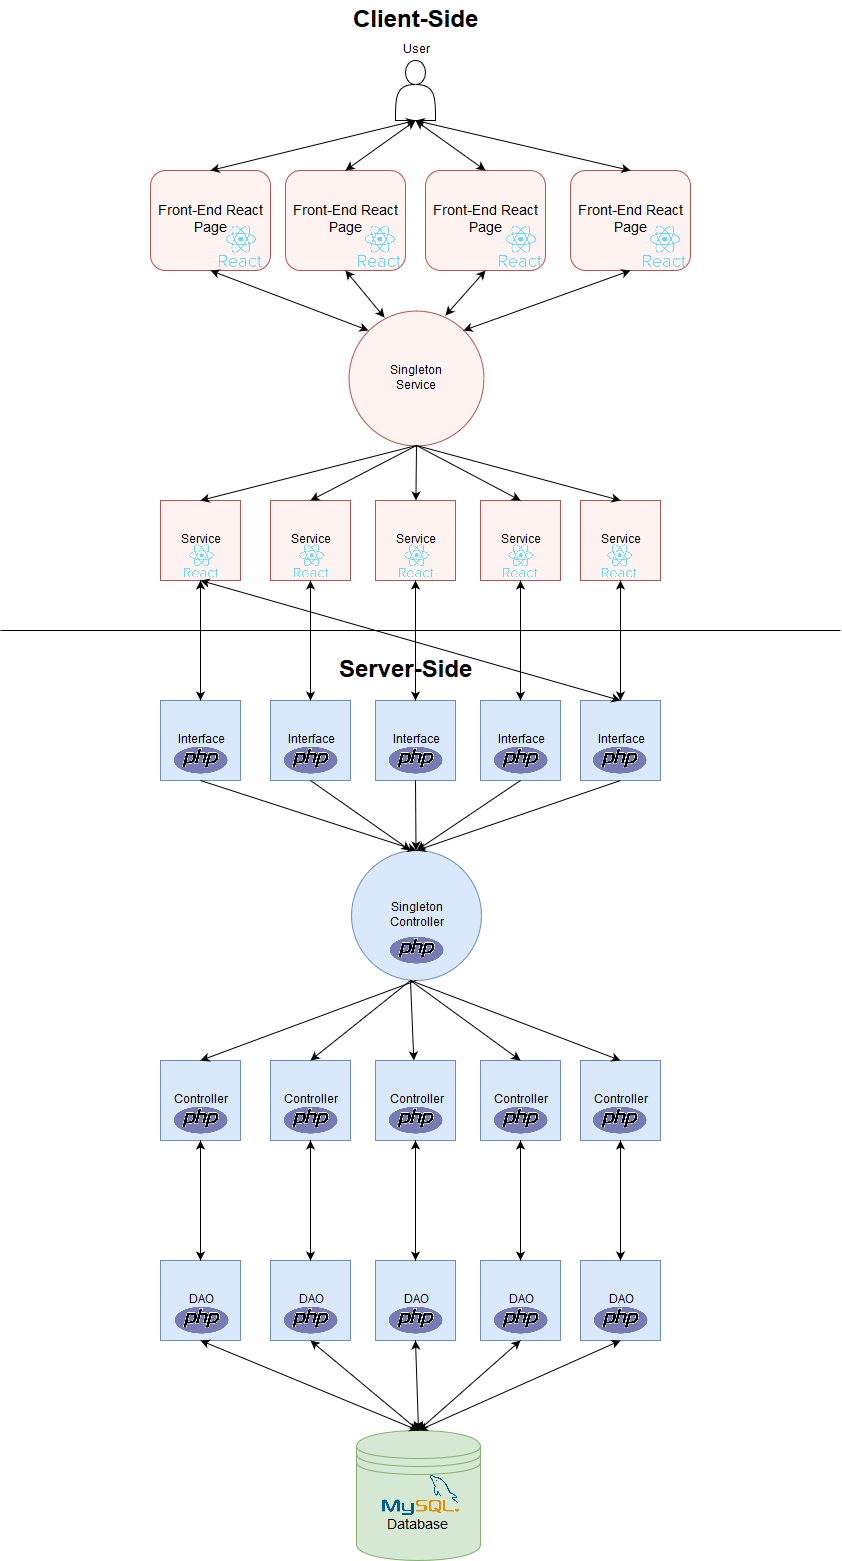 Client-Side
User
Front-End React Front-End React Front-End React Front-End React
Page Page Page Page
React React React React
Singleton
Service
Service Service Service Service Service
React React React React React
Server-Side
Interface Interface Interface Interface Interface
php php php php php
Singleton
Controller
php
Controller Controller Controller Controller Controller
php php php php php
DAO DAO DAO DAO DAO
php php php php php
MySQL
Database